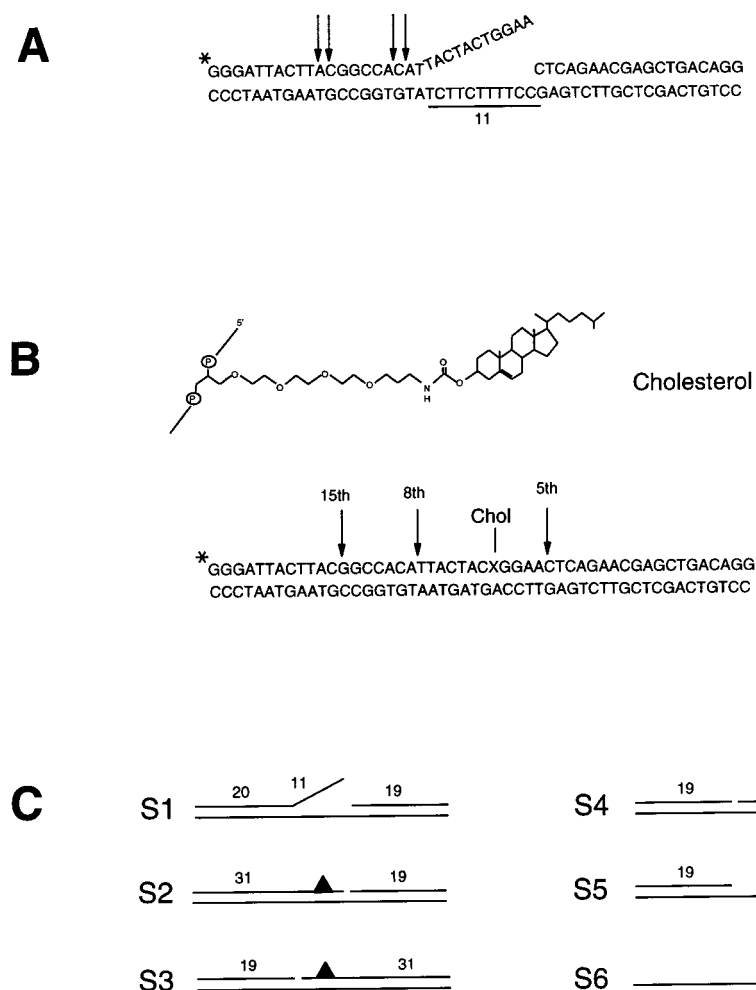 A
*GGGATTACTTACGGCCACATTACTACTGGAA CTCAGAACGAGCTGACAGG
CCCTAATGAATGCCGGTGTATCTTCTTTTCCGAGTCTTGCTCGACTGTCC
11
B
5'
P
P
O
O
O
O
N
H
O
O
Cholesterol
15th 8th Chol 5th
*GGGATTACTTACGGCCACATTACTACXGGAACTCAGAACGAGCTGACAGG
CCCTAATGAATGCCGGTGTAATGATGACCTTGAGTCTTGCTCGACTGTCC
C
S1 20 11 19
S4 19
S2 31 19
S5 19
S3 19 31
S6